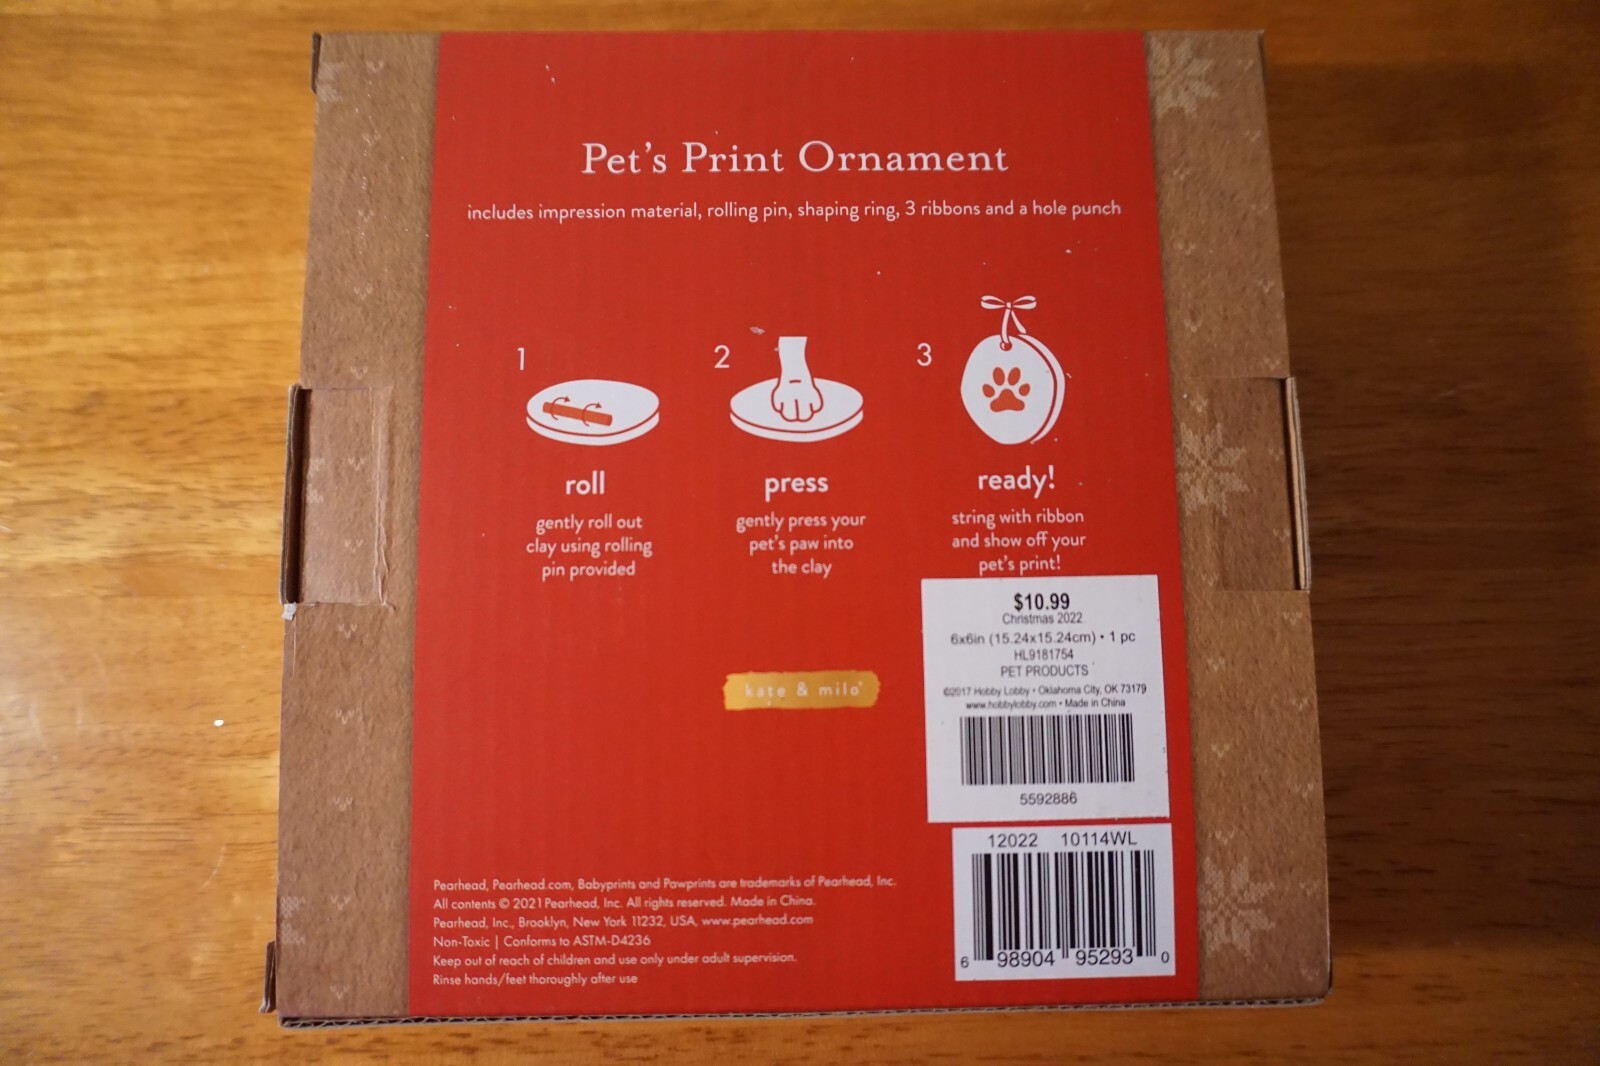 Pet's Print Ornament
includes impression material, rolling pin, shaping ring, 3 ribbons and a hole punch
1
roll
gently roll out
clay using rolling
pin provided
2
press
gently press your
pet's paw into
the clay
3
ready!
string with ribbon
and show off your
pet's print!
kate & milo
$10.99
Christmas 2022
6x6in (15.24x15.24cm) • 1 pc
HL9181754
PET PRODUCTS
©2017 Hobby Lobby • Oklahoma City, OK 73179
www.hobbylobby.com • Made in China
5592886
12022 10114WL
6 98904 95293 0
Pearhead, Pearhead.com, Babyprints and Pawprints are trademarks of Pearhead, Inc.
All contents © 2021 Pearhead, Inc. All rights reserved. Made in China.
Pearhead, Inc., Brooklyn, New York 11232, USA, www.pearhead.com
Non-Toxic | Conforms to ASTM-D4236
Keep out of reach of children and use only under adult supervision.
Rinse hands/feet thoroughly after use